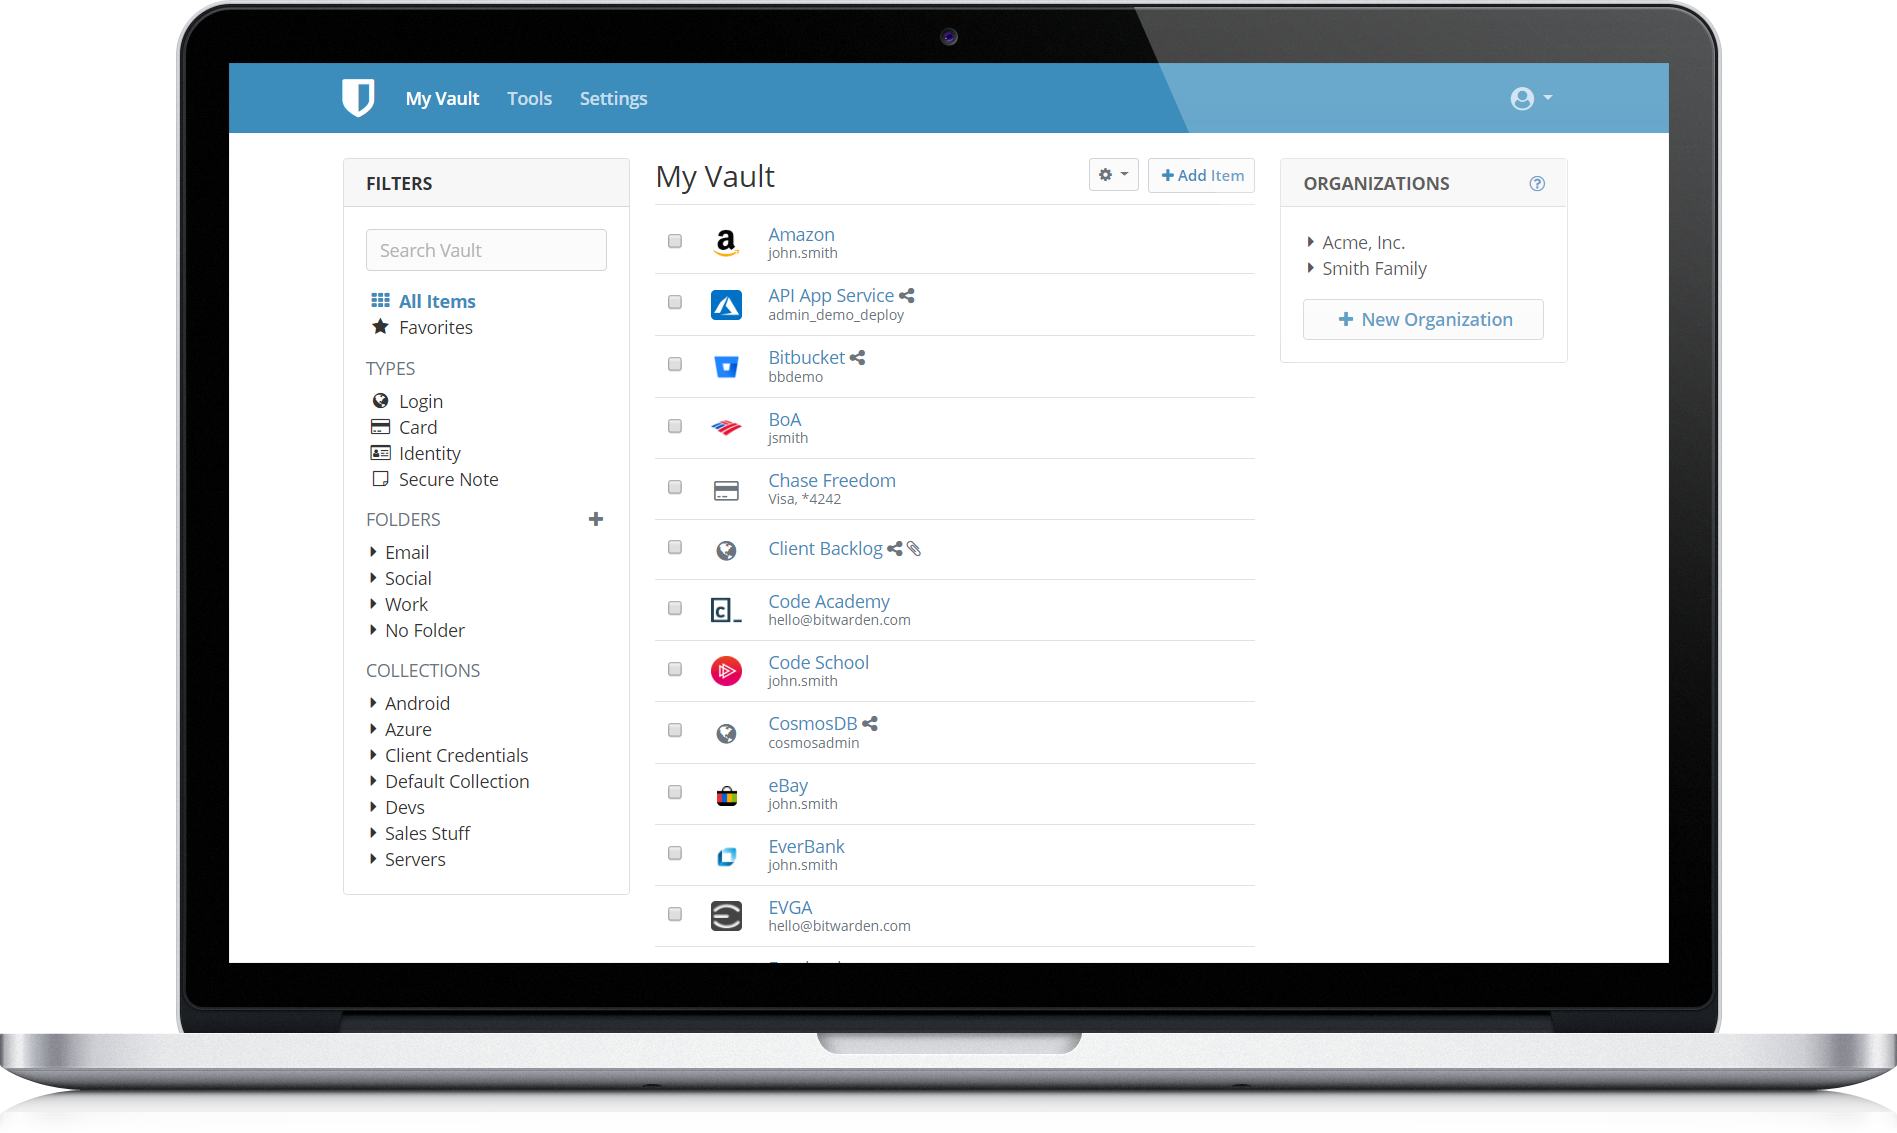 My Vault
Tools
Settings
FILTERS
Search Vault
All Items
Favorites
TYPES
Login
Card
Identity
Secure Note
FOLDERS
Email
Social
Work
No Folder
COLLECTIONS
Android
Azure
Client Credentials
Default Collection
Devs
Sales Stuff
Servers
My Vault
Add Item
Amazon
john.smith
API App Service
admin_demo_deploy
Bitbucket
bbdemo
BoA
jsmith
Chase Freedom
Visa, *4242
Client Backlog
Code Academy
hello@bitwarden.com
Code School
john.smith
CosmosDB
cosmosadmin
eBay
john.smith
EverBank
john.smith
EVGA
hello@bitwarden.com
ORGANIZATIONS
Acme, Inc.
Smith Family
New Organization